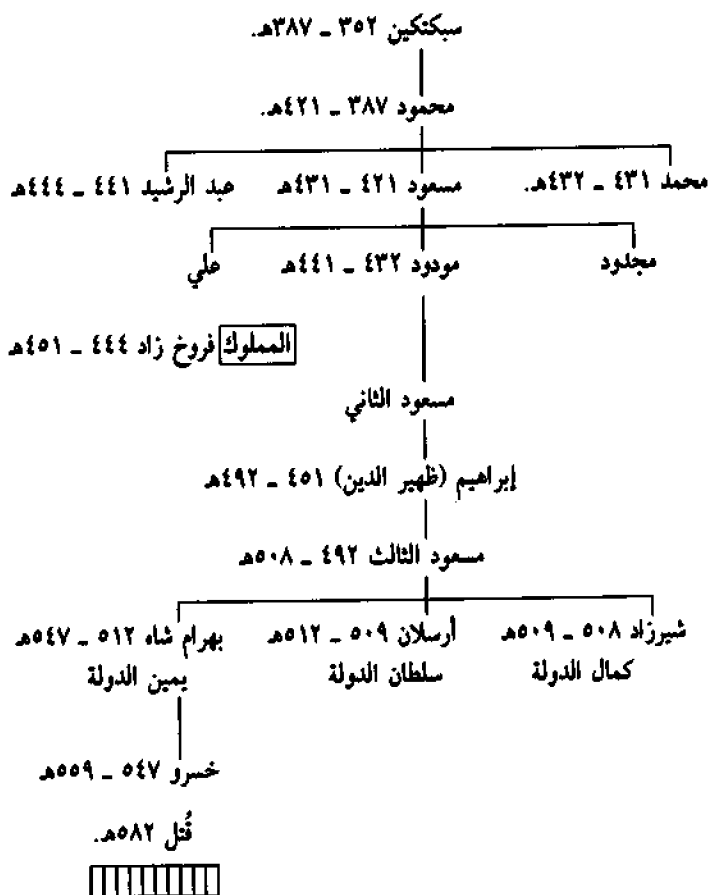 سبكتكين ٣٥٢ - ٣٨٧هـ.
محمود ٣٨٧ - ٤٢١هـ.
محمد ٤٣١ - ٤٣٢هـ. مسعود ٤٢١ - ٤٣١هـ عبد الرشيد ٤٤١ - ٤٤٤هـ
مجدود مودود ٤٣٢ - ٤٤١هـ علي
المملوك فروخ زاد ٤٤٤ - ٤٥١هـ
مسعود الثاني
إبراهيم (ظهير الدين) ٤٥١ - ٤٩٢هـ
مسعود الثالث ٤٩٢ - ٥٠٨هـ
شيرزاد ٥٠٨ - ٥٠٩هـ أرسلان ٥٠٩ - ٥١٢هـ بهرام شاه ٥١٢ - ٥٤٧هـ
كمال الدولة سلطان الدولة يمين الدولة
خسرو ٥٤٧ - ٥٥٩هـ
قُتل ٥٨٢هـ.